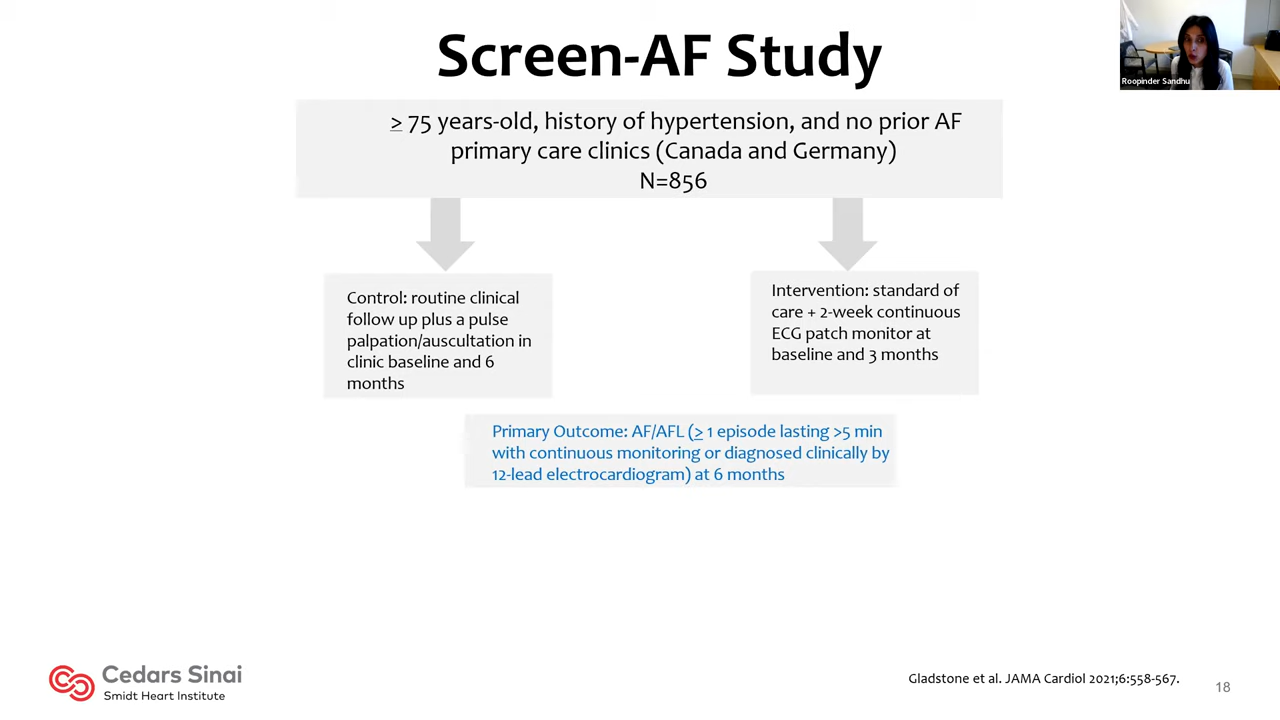 Screen-AF Study
Roopinder Sandhu
≥ 75 years-old, history of hypertension, and no prior AF
primary care clinics (Canada and Germany)
N=856
Control: routine clinical
follow up plus a pulse
palpation/auscultation in
clinic baseline and 6
months
Intervention: standard of
care + 2-week continuous
ECG patch monitor at
baseline and 3 months
Primary Outcome: AF/AFL (≥ 1 episode lasting >5 min
with continuous monitoring or diagnosed clinically by
12-lead electrocardiogram) at 6 months
Cedars Sinai
Smidt Heart Institute
Gladstone et al. JAMA Cardiol 2021;6:558-567.
18